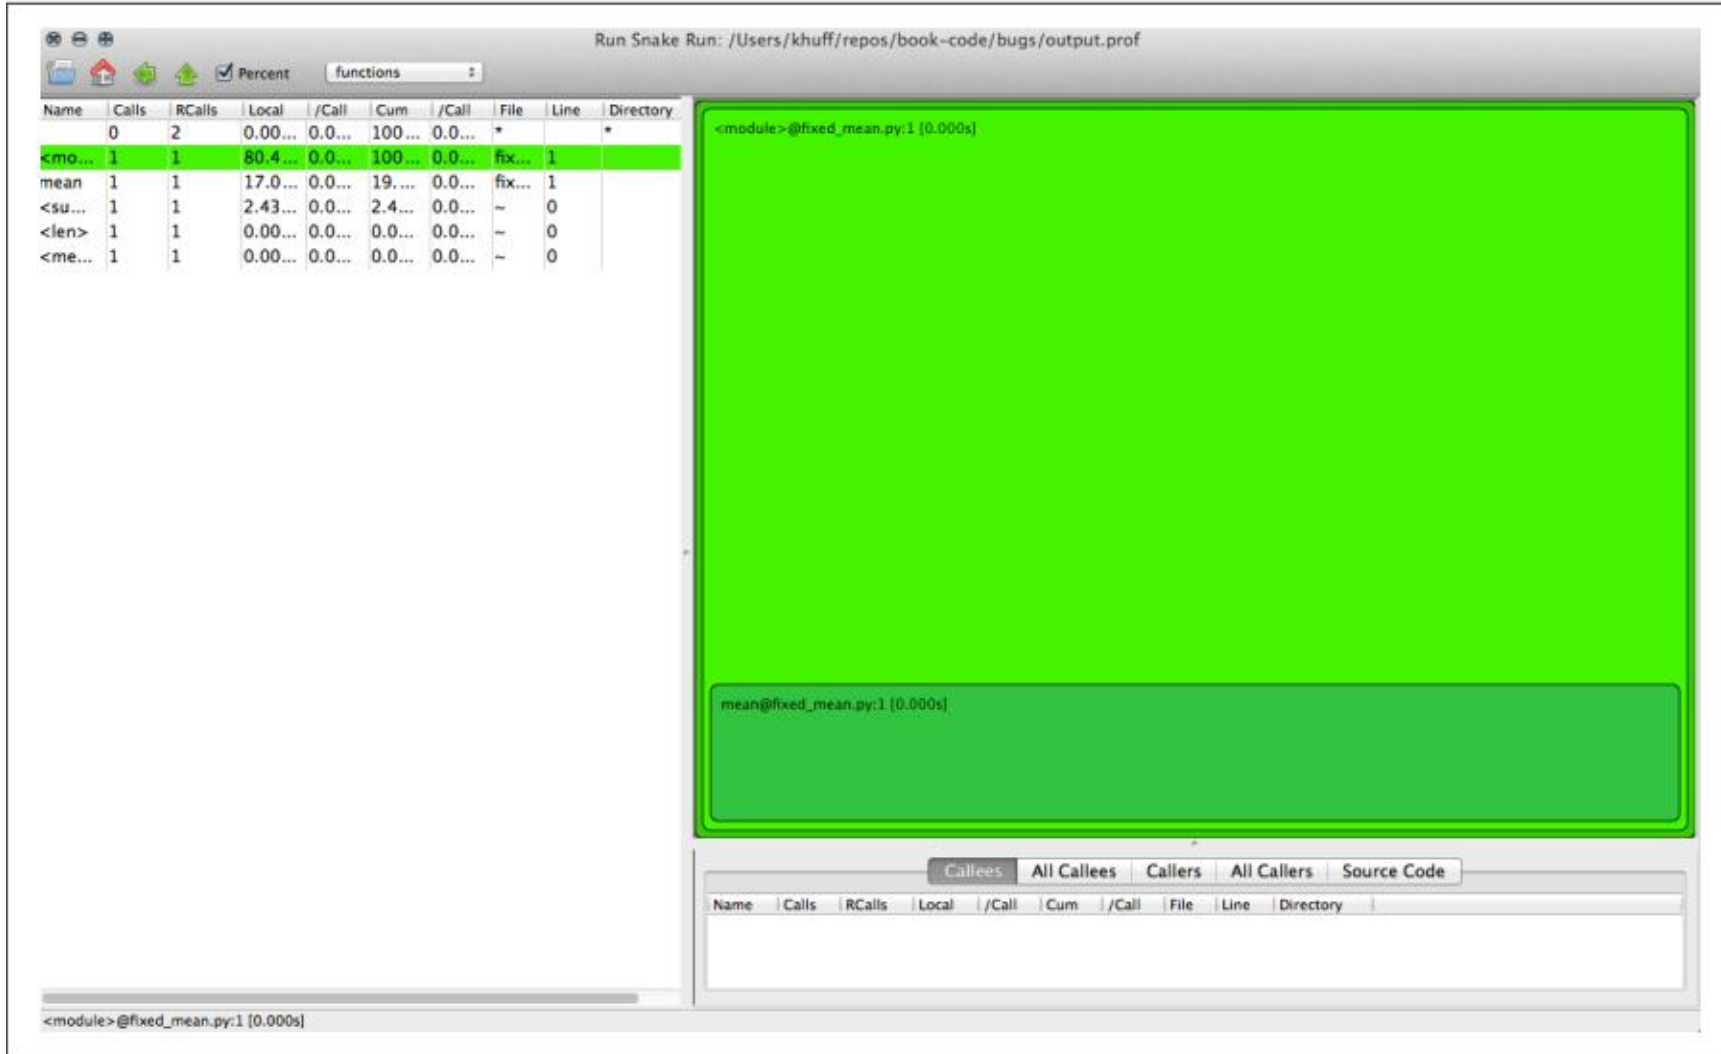 Run Snake Run: /Users/khuff/repos/book-code/bugs/output.prof
Percent functions
Name Calls RCalls Local /Call Cum /Call File Line Directory
0 2 0.00... 0.0... 100... 0.0... * *
<mo... 1 1 80.4... 0.0... 100... 0.0... fix... 1
mean 1 1 17.0... 0.0... 19.... 0.0... fix... 1
<su... 1 1 2.43... 0.0... 2.4... 0.0... ~ 0
<len> 1 1 0.00... 0.0... 0.0... 0.0... ~ 0
<me... 1 1 0.00... 0.0... 0.0... 0.0... ~ 0
<module>@fixed_mean.py:1 [0.000s]
mean@fixed_mean.py:1 [0.000s]
Callees All Callees Callers All Callers Source Code
Name Calls RCalls Local /Call Cum /Call File Line Directory
<module>@fixed_mean.py:1 [0.000s]